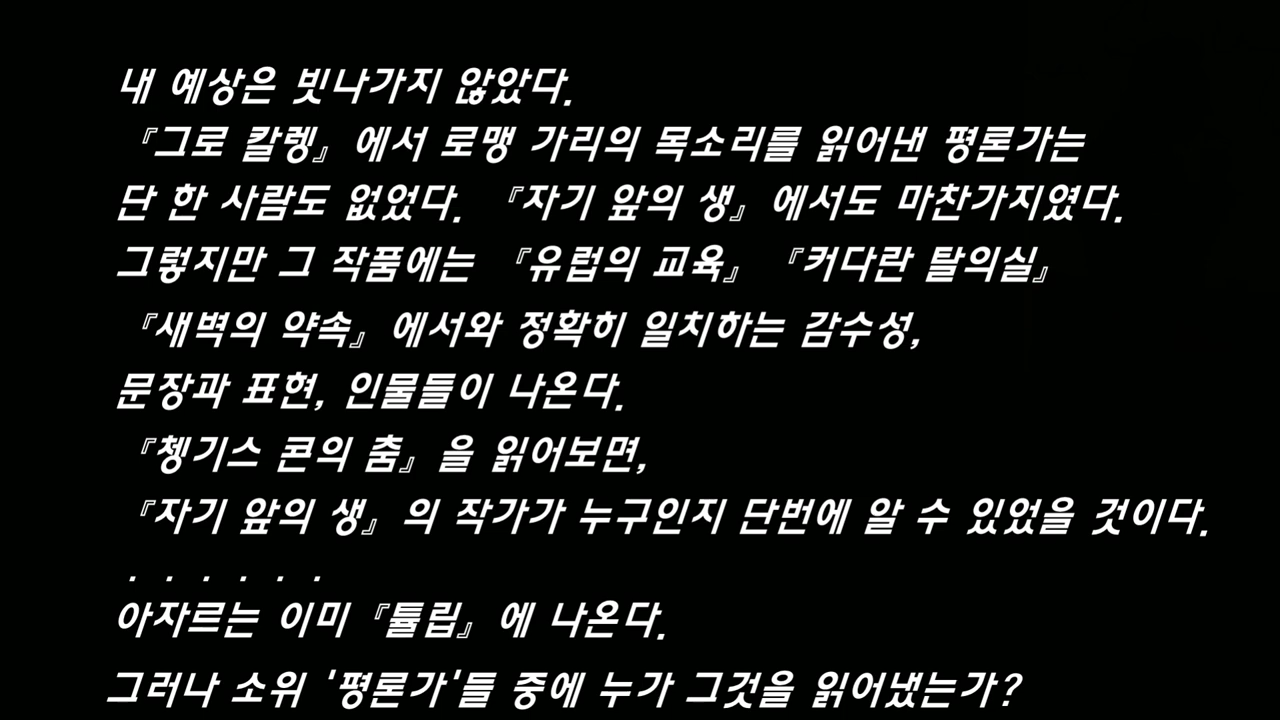 내 예상은 빗나가지 않았다.
『그로 칼렝』에서 로맹 가리의 목소리를 읽어낸 평론가는
단 한 사람도 없었다. 『자기 앞의 생』에서도 마찬가지였다.
그렇지만 그 작품에는 『유럽의 교육』 『커다란 탈의실』
『새벽의 약속』에서와 정확히 일치하는 감수성,
문장과 표현, 인물들이 나온다.
『쳉기스 콘의 춤』을 읽어보면,
『자기 앞의 생』의 작가가 누구인지 단번에 알 수 있었을 것이다.
. . . . . .
아자르는 이미 『튤립』에 나온다.
그러나 소위 '평론가'들 중에 누가 그것을 읽어냈는가?